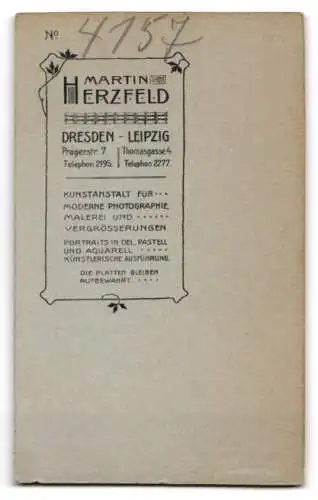 No 4157
MARTIN
HERZFELD
DRESDEN - LEIPZIG
Pragerstr. 7. Thomasgasse 4.
Telephon 2195. Telephon 8277.
KUNSTANSTALT FÜR
MODERNE PHOTOGRAPHIE,
MALEREI UND
VERGRÖSSERUNGEN
PORTRAITS IN OEL, PASTELL
UND AQUARELL
KÜNSTLERISCHE AUSFÜHRUNG.
DIE PLATTEN BLEIBEN
AUFBEWAHRT.